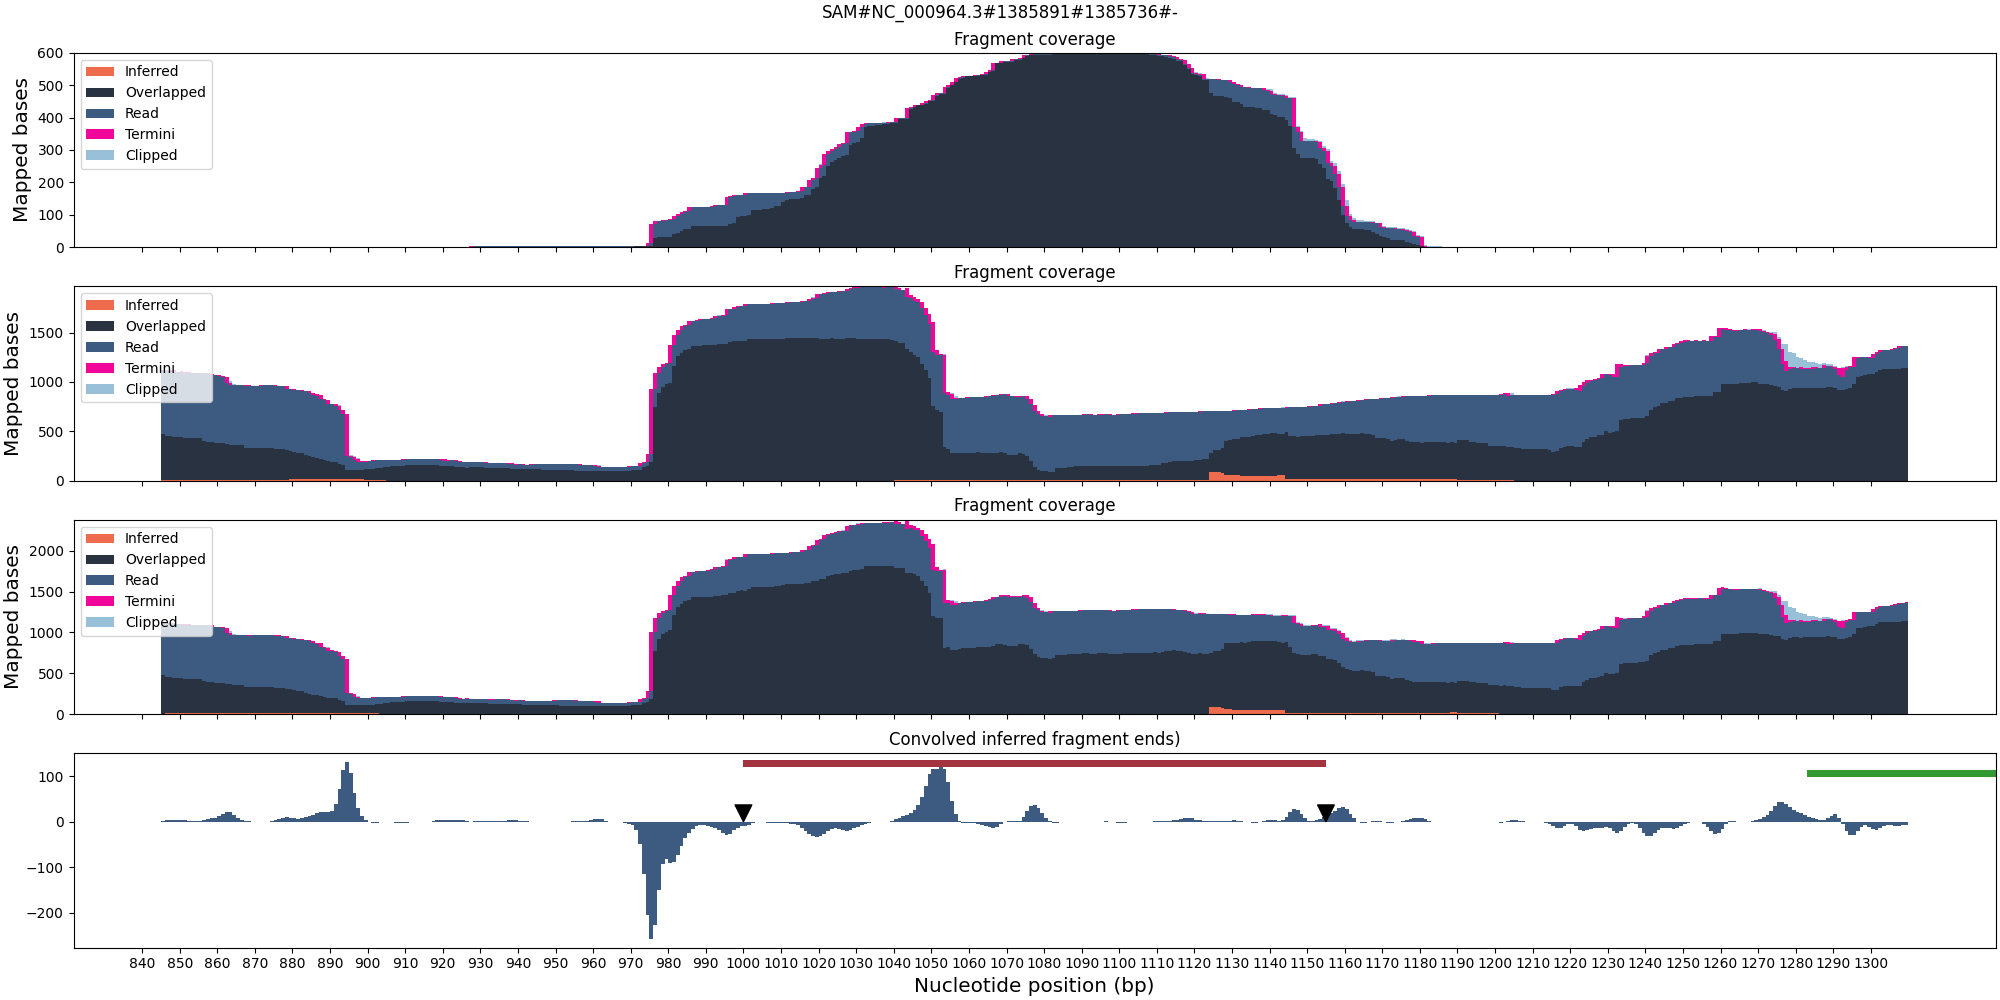 SAM#NC_000964.3#1385891#1385736#-
Fragment coverage
Mapped bases
600
500
400
300
200
100
0
Inferred
Overlapped
Read
Termini
Clipped
Fragment coverage
Mapped bases
1500
1000
500
0
Inferred
Overlapped
Read
Termini
Clipped
Fragment coverage
Mapped bases
2000
1500
1000
500
0
Inferred
Overlapped
Read
Termini
Clipped
Convolved inferred fragment ends)
100
0
−100
−200
840 850 860 870 880 890 900 910 920 930 940 950 960 970 980 990 1000 1010 1020 1030 1040 1050 1060 1070 1080 1090 1100 1110 1120 1130 1140 1150 1160 1170 1180 1190 1200 1210 1220 1230 1240 1250 1260 1270 1280 1290 1300
Nucleotide position (bp)